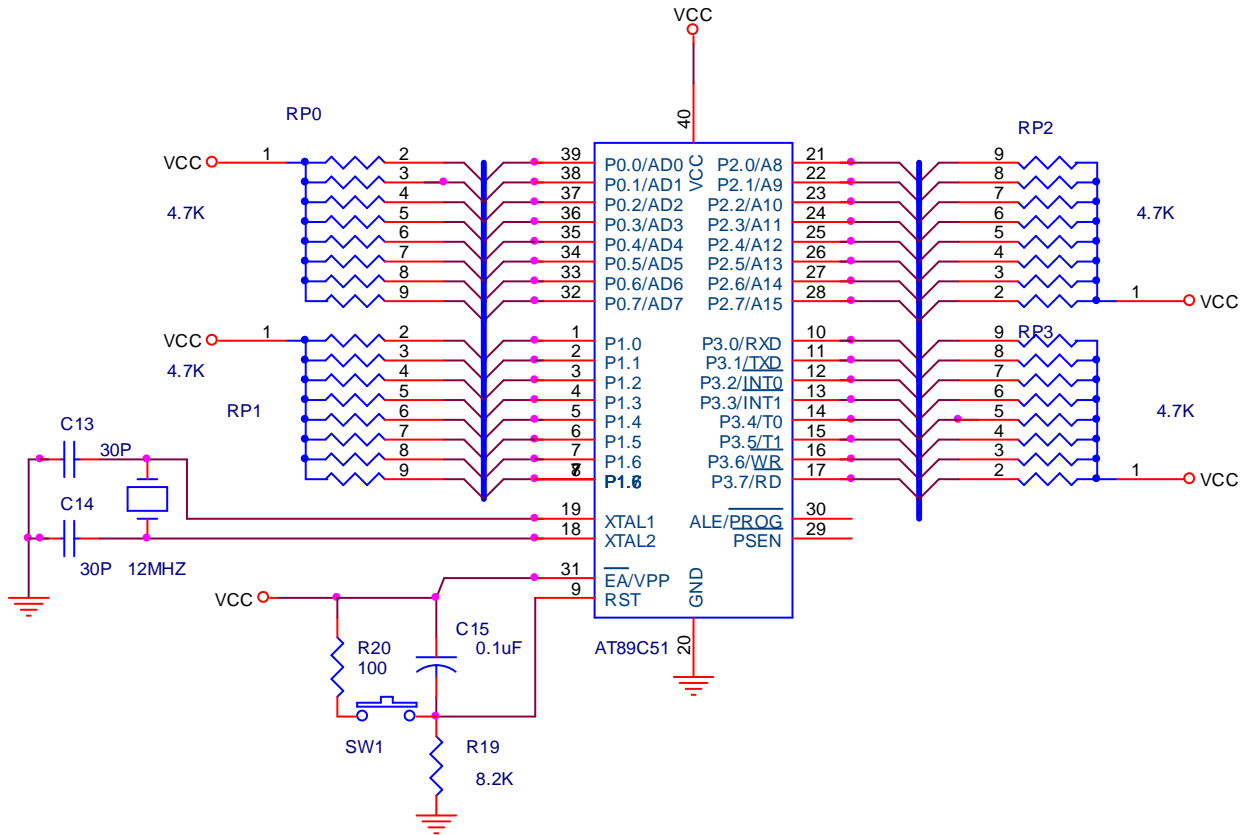 VCC
40
RP0
RP2
VCC 1 2 39 P0.0/AD0 VCC P2.0/A8 21 9
3 38 P0.1/AD1 P2.1/A9 22 8
4 37 P0.2/AD2 P2.2/A10 23 7
4.7K 5 36 P0.3/AD3 P2.3/A11 24 6 4.7K
6 35 P0.4/AD4 P2.4/A12 25 5
7 34 P0.5/AD5 P2.5/A13 26 4
8 33 P0.6/AD6 P2.6/A14 27 3
9 32 P0.7/AD7 P2.7/A15 28 2 1 VCC
VCC 1 2 1 P1.0 P3.0/RXD 10 9 RP3
3 2 P1.1 P3.1/TXD 11 8
4.7K 4 3 P1.2 P3.2/INT0 12 7
RP1 5 4 P1.3 P3.3/INT1 13 6 4.7K
6 5 P1.4 P3.4/T0 14 5
7 6 P1.5 P3.5/T1 15 4
8 7 P1.6 P3.6/WR 16 3
9 P1.6 P3.7/RD 17 2 1 VCC
C13
30P
C14
30P 12MHZ
19 XTAL1 ALE/PROG 30
18 XTAL2 PSEN 29
31 EA/VPP
9 RST GND
20
VCC
R20
100
C15
0.1uF
AT89C51
SW1
R19
8.2K